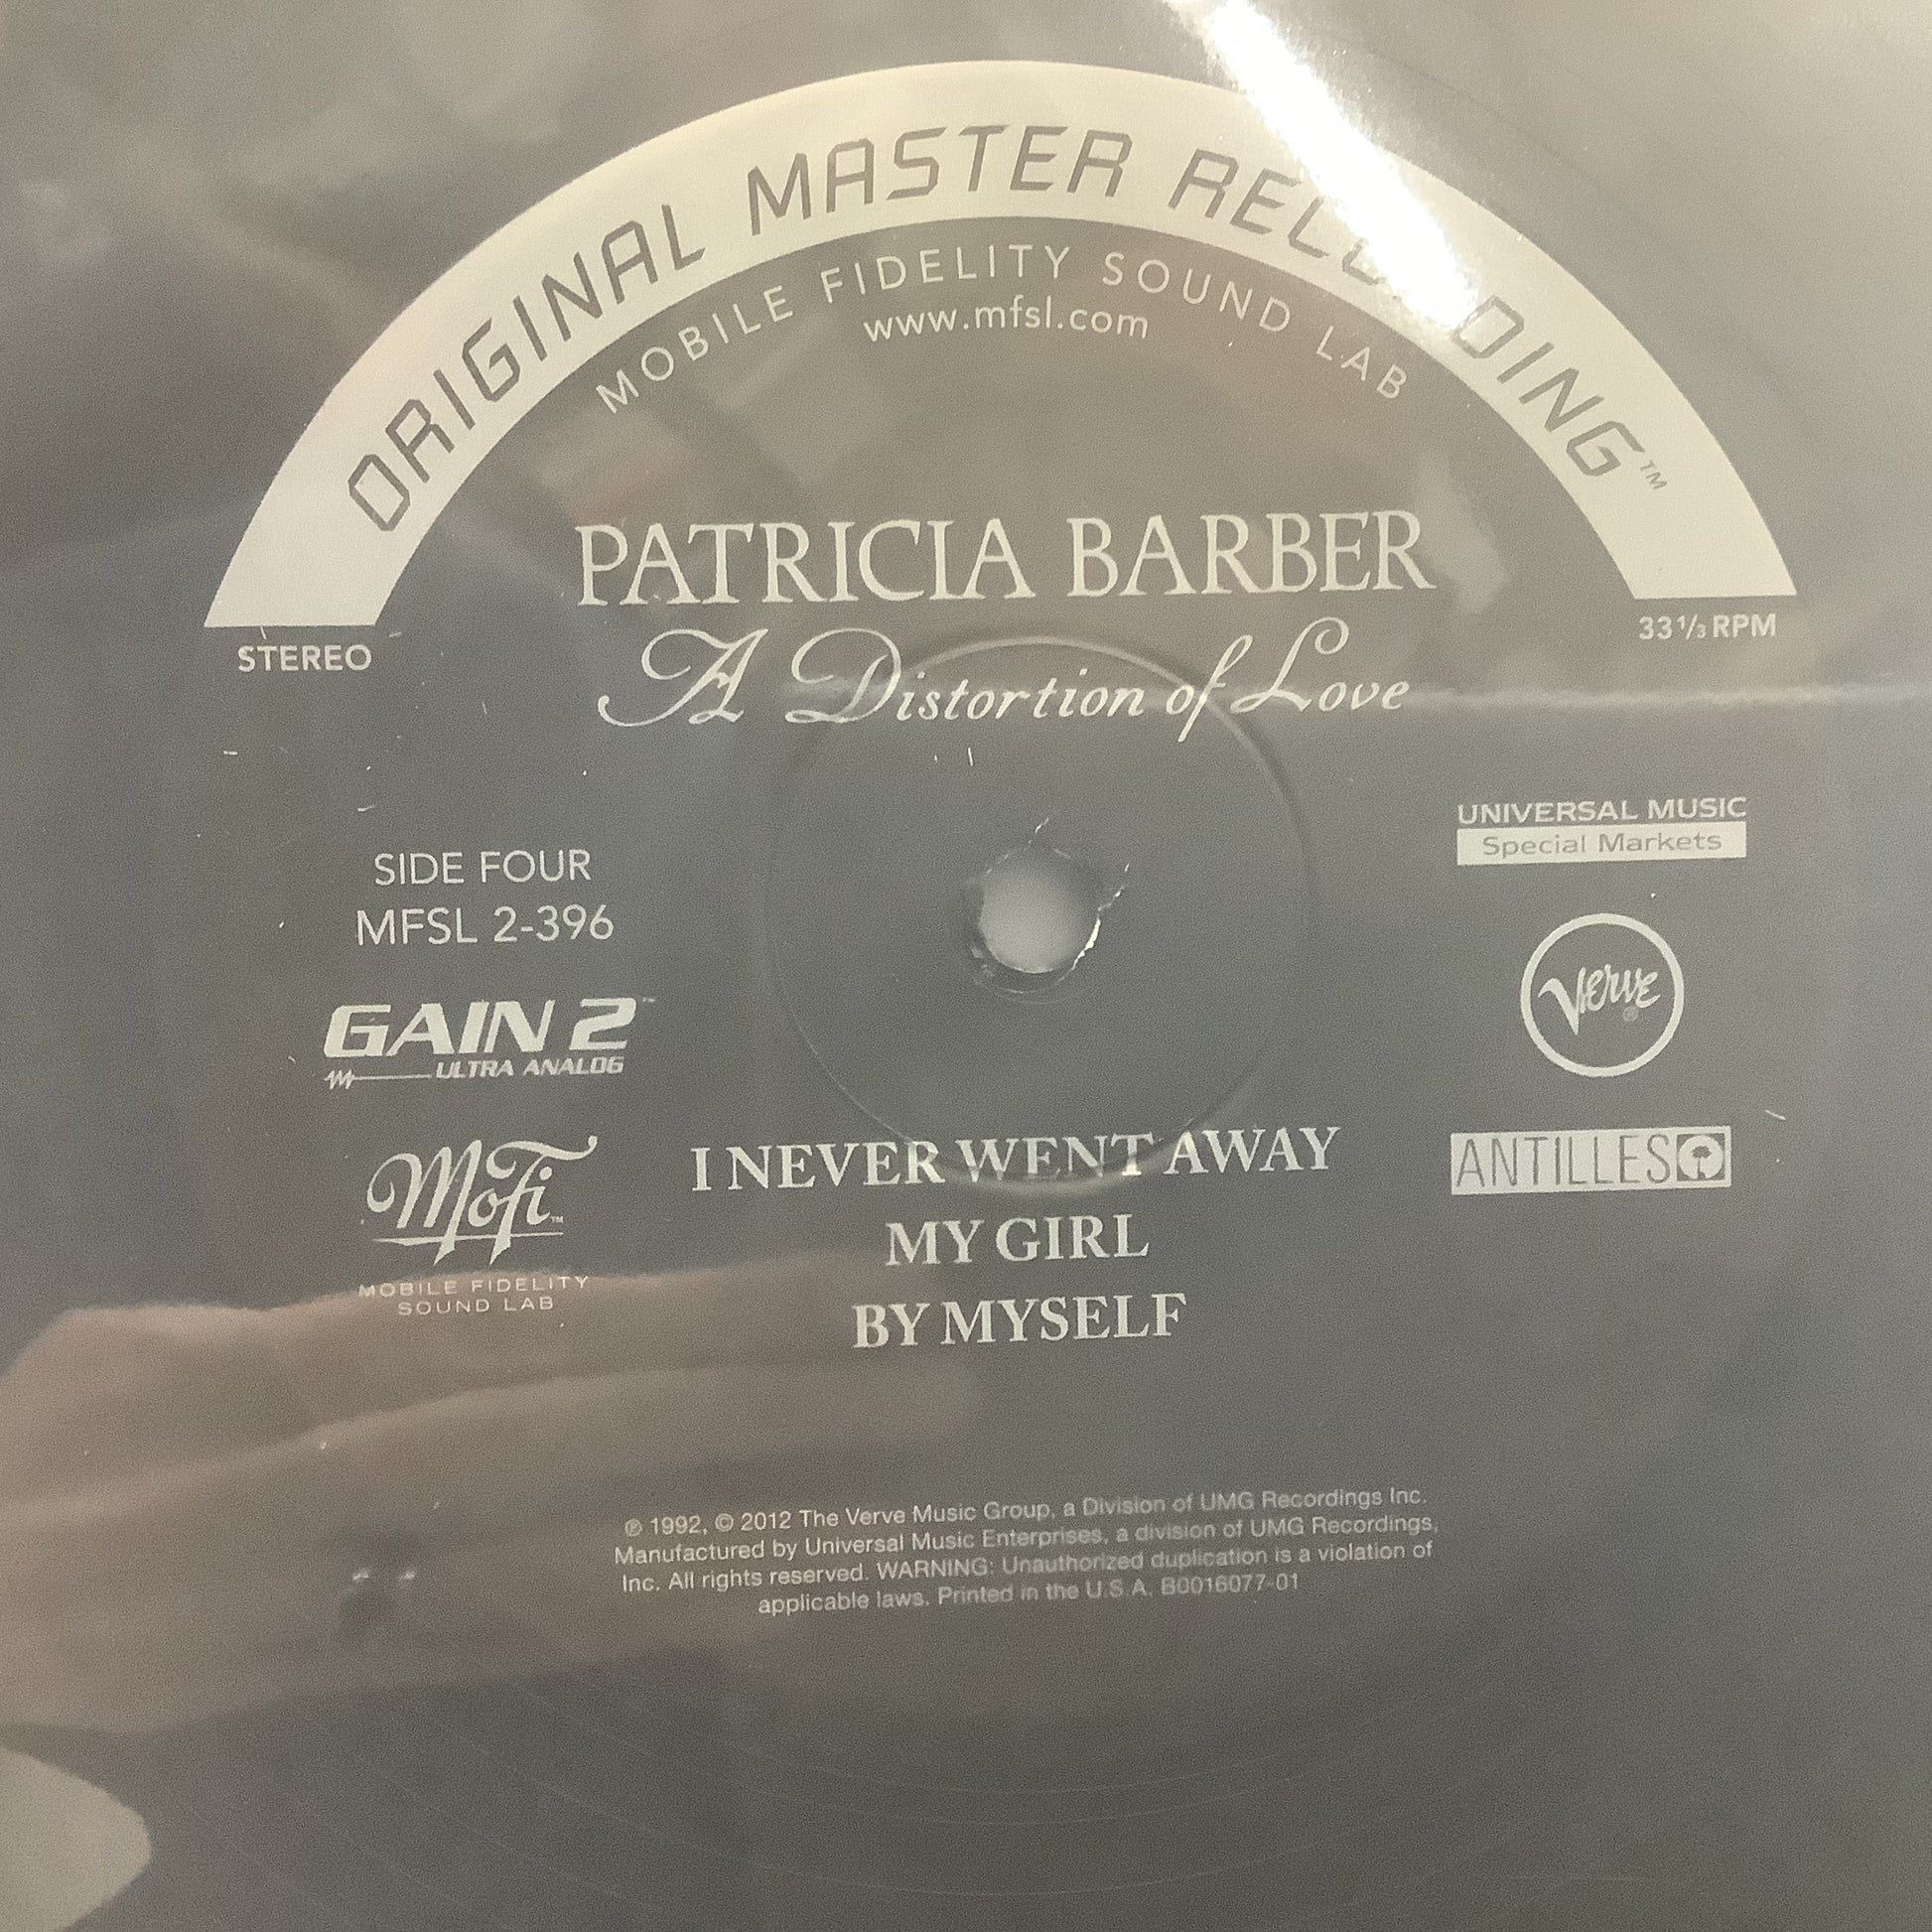 ORIGINAL MASTER RECORDING™
MOBILE FIDELITY SOUND LAB
www.mfsl.com
PATRICIA BARBER
A Distortion of Love
STEREO
33⅓ RPM
SIDE FOUR
MFSL 2-396
GAIN 2™
ULTRA ANALOG
MoFi™
MOBILE FIDELITY
SOUND LAB
UNIVERSAL MUSIC
Special Markets
Verve®
ANTILLES
I NEVER WENT AWAY
MY GIRL
BY MYSELF
℗ 1992, © 2012 The Verve Music Group, a Division of UMG Recordings Inc.
Manufactured by Universal Music Enterprises, a division of UMG Recordings,
Inc. All rights reserved. WARNING: Unauthorized duplication is a violation of
applicable laws. Printed in the U.S.A. B0016077-01